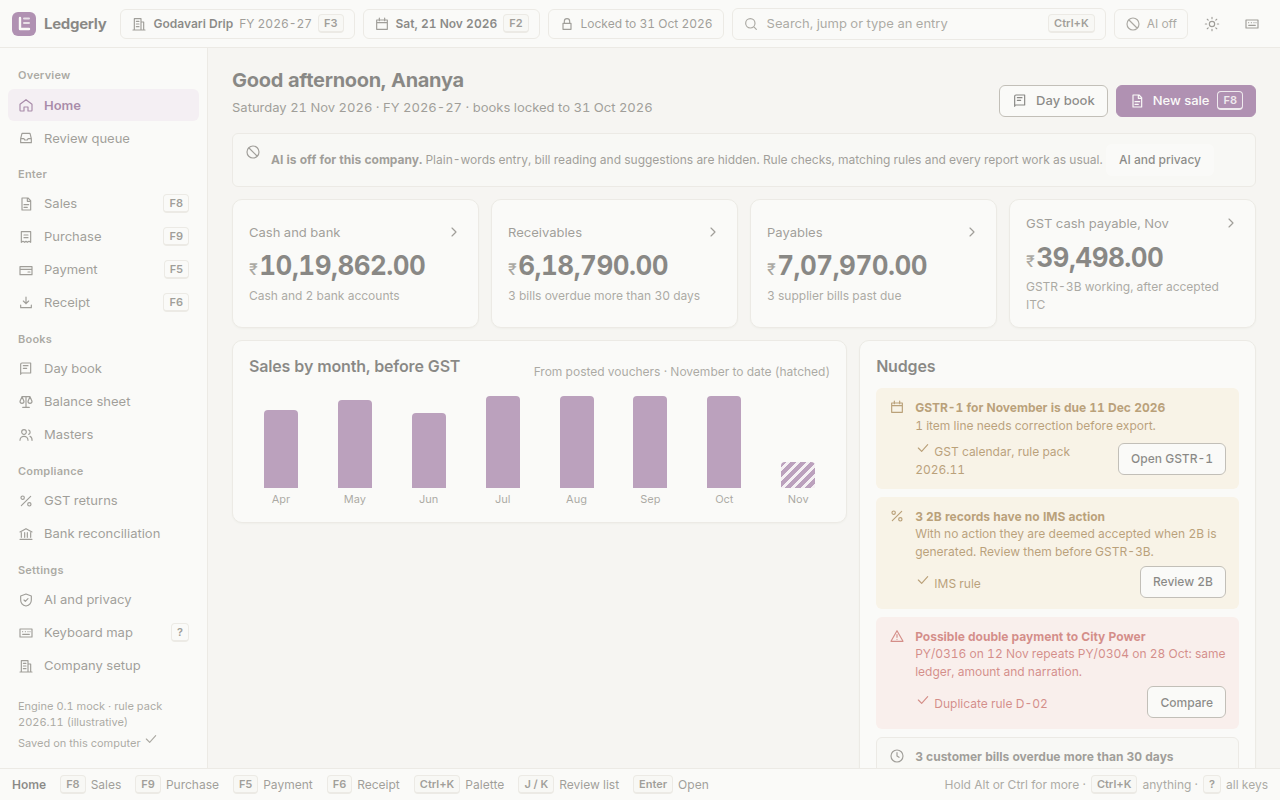 Ledgerly
Godavari Drip FY 2026-27 F3
Sat, 21 Nov 2026 F2
Locked to 31 Oct 2026
Search, jump or type an entry Ctrl+K
AI off
Overview
Home
Review queue
Enter
Sales F8
Purchase F9
Payment F5
Receipt F6
Books
Day book
Balance sheet
Masters
Compliance
GST returns
Bank reconciliation
Settings
AI and privacy
Keyboard map ?
Company setup
Engine 0.1 mock · rule pack
2026.11 (illustrative)
Saved on this computer
Good afternoon, Ananya
Saturday 21 Nov 2026 · FY 2026-27 · books locked to 31 Oct 2026
Day book
New sale F8
AI is off for this company. Plain-words entry, bill reading and suggestions are hidden. Rule checks, matching rules and every report work as usual. AI and privacy
Cash and bank
₹10,19,862.00
Cash and 2 bank accounts
Receivables
₹6,18,790.00
3 bills overdue more than 30 days
Payables
₹7,07,970.00
3 supplier bills past due
GST cash payable, Nov
₹39,498.00
GSTR-3B working, after accepted
ITC
Sales by month, before GST
From posted vouchers · November to date (hatched)
Apr May Jun Jul Aug Sep Oct Nov
Nudges
GSTR-1 for November is due 11 Dec 2026
1 item line needs correction before export.
GST calendar, rule pack
2026.11
Open GSTR-1
3 2B records have no IMS action
With no action they are deemed accepted when 2B is
generated. Review them before GSTR-3B.
IMS rule
Review 2B
Possible double payment to City Power
PY/0316 on 12 Nov repeats PY/0304 on 28 Oct: same
ledger, amount and narration.
Duplicate rule D-02
Compare
3 customer bills overdue more than 30 days
Home F8 Sales F9 Purchase F5 Payment F6 Receipt Ctrl+K Palette J / K Review list Enter Open
Hold Alt or Ctrl for more · Ctrl+K anything · ? all keys